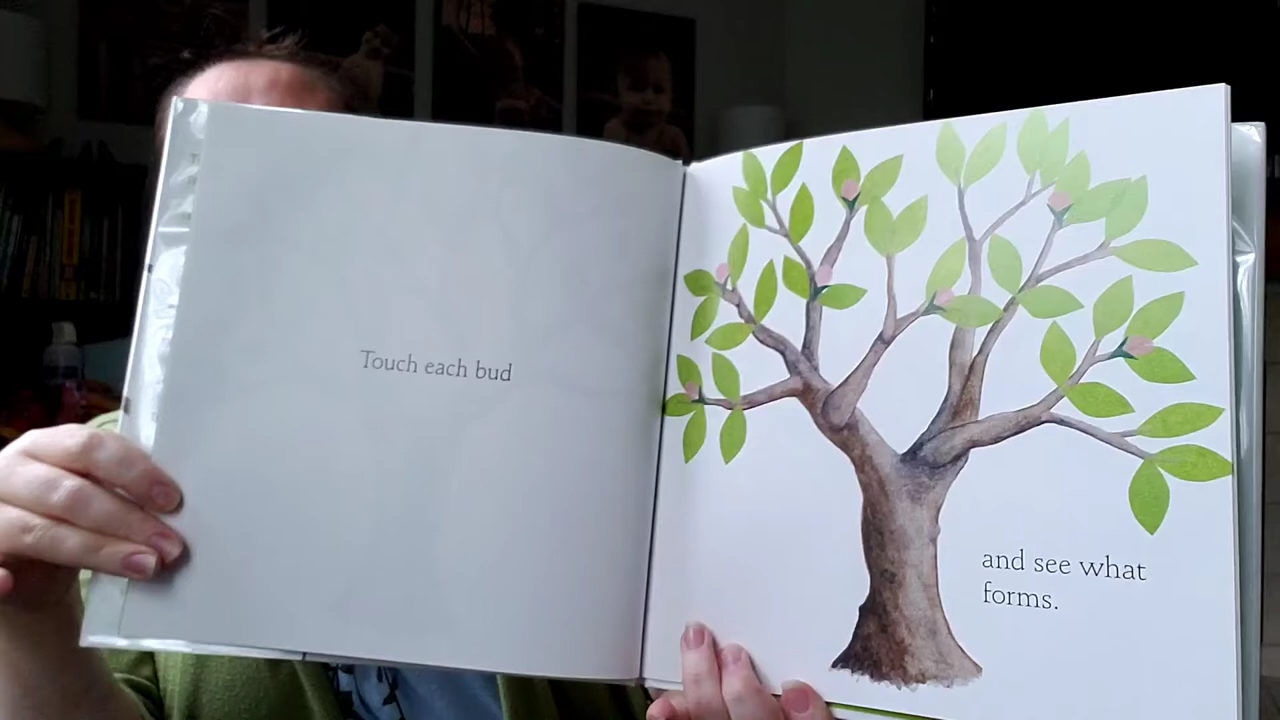 Touch each bud
and see what
forms.